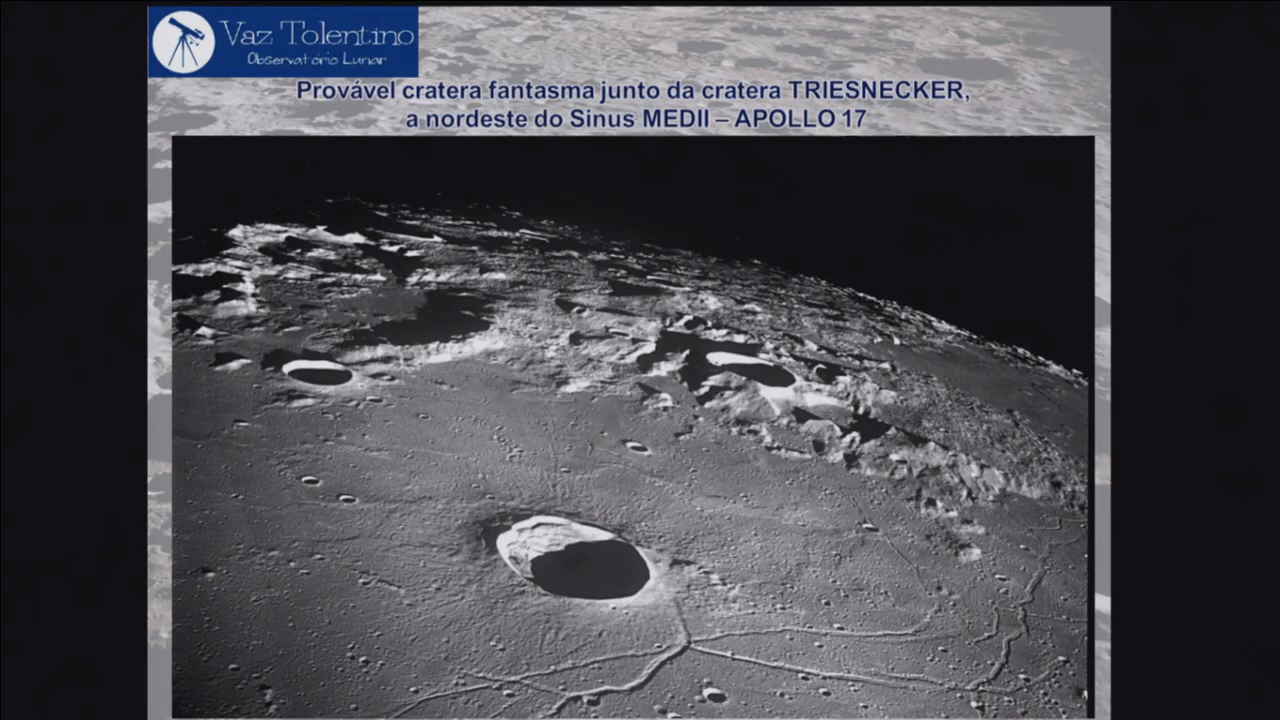 Vaz Tolentino
Observatório Lunar
Provável cratera fantasma junto da cratera TRIESNECKER,
a nordeste do Sinus MEDII – APOLLO 17